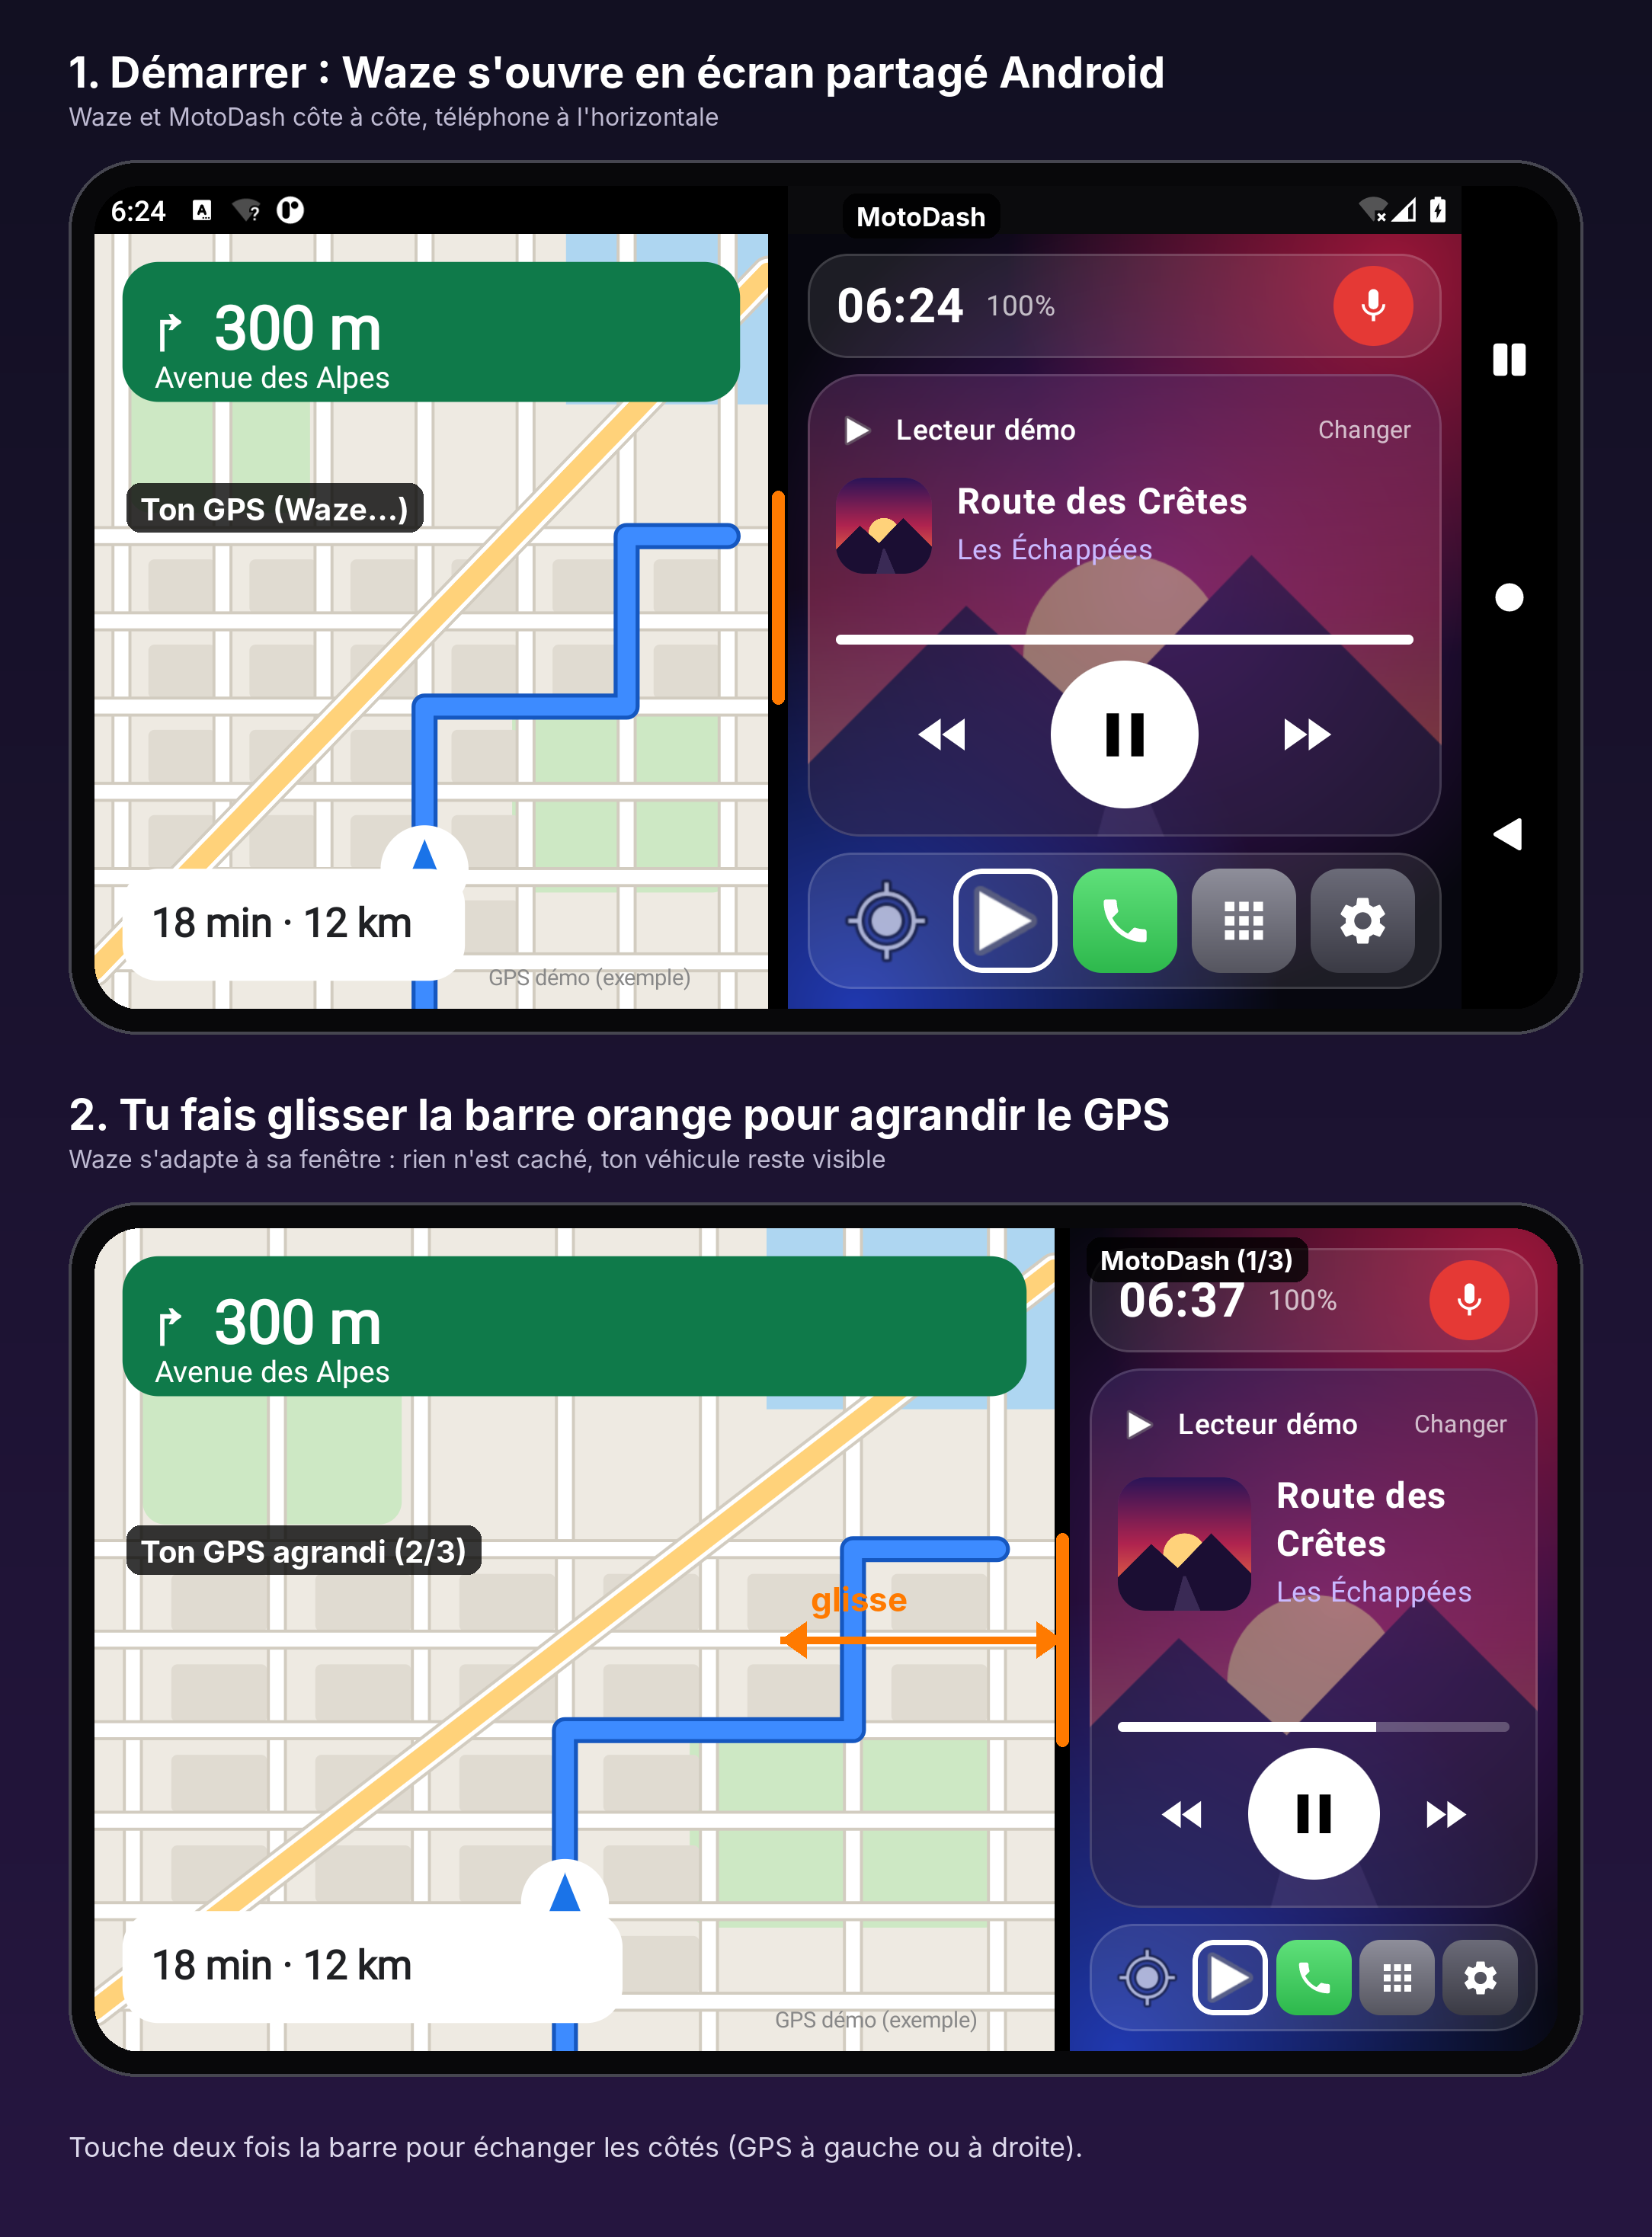 1. Démarrer : Waze s'ouvre en écran partagé Android
Waze et MotoDash côte à côte, téléphone à l'horizontale
6:24
MotoDash
300 m
Avenue des Alpes
06:24 100%
Lecteur démo Changer
Ton GPS (Waze...)
Route des Crêtes
Les Échappées
18 min · 12 km
GPS démo (exemple)
2. Tu fais glisser la barre orange pour agrandir le GPS
Waze s'adapte à sa fenêtre : rien n'est caché, ton véhicule reste visible
MotoDash (1/3)
300 m
Avenue des Alpes
06:37 100%
Lecteur démo Changer
Ton GPS agrandi (2/3)
Route des
Crêtes
Les Échappées
glisse
18 min · 12 km
GPS démo (exemple)
Touche deux fois la barre pour échanger les côtés (GPS à gauche ou à droite).